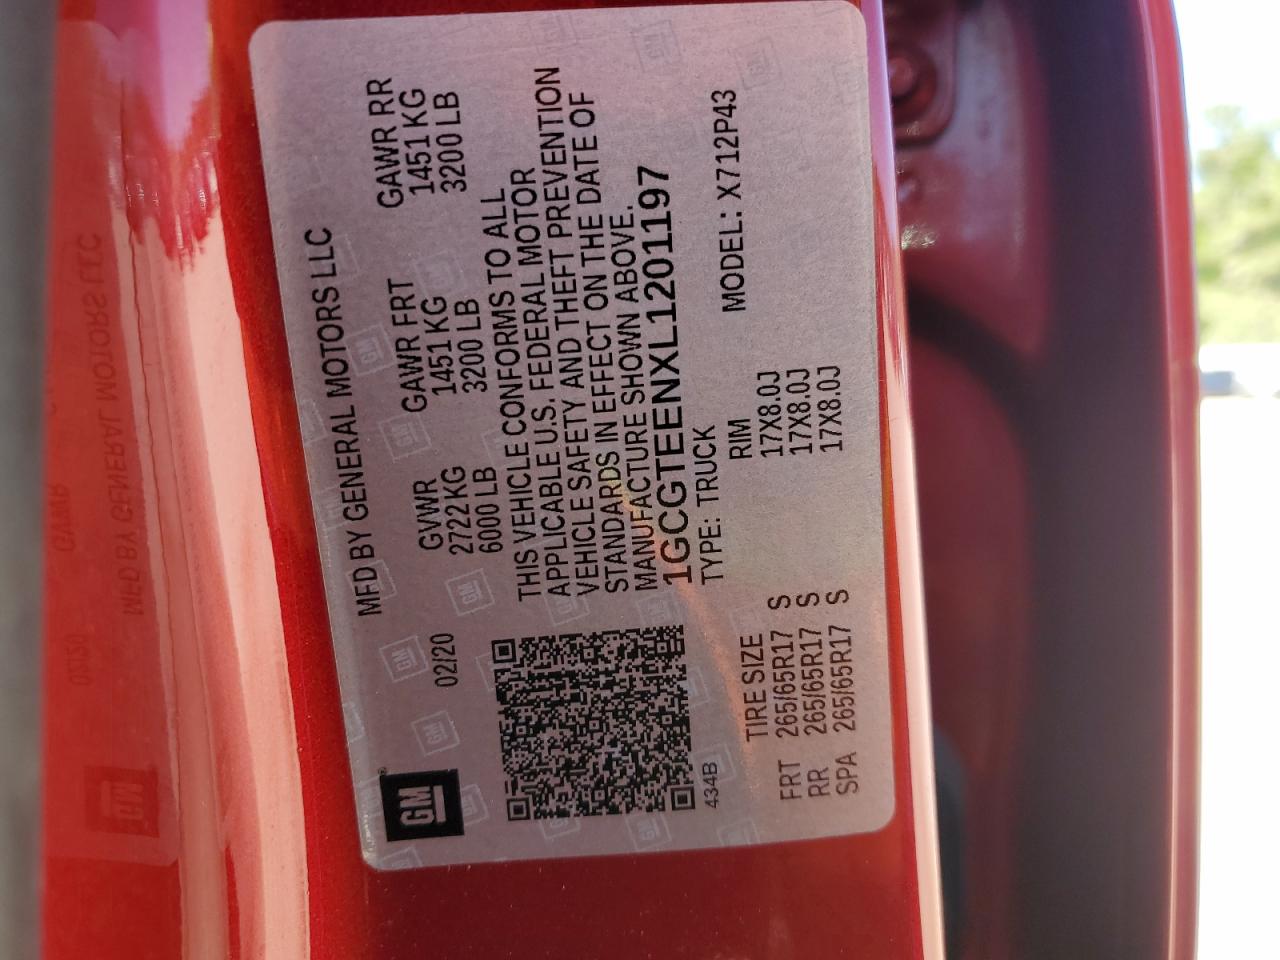 GM
MFD BY GENERAL MOTORS LLC
02/20
GVWR GAWR FRT GAWR RR
2722 KG 1451 KG 1451 KG
6000 LB 3200 LB 3200 LB
THIS VEHICLE CONFORMS TO ALL
APPLICABLE U.S. FEDERAL MOTOR
VEHICLE SAFETY AND THEFT PREVENTION
STANDARDS IN EFFECT ON THE DATE OF
MANUFACTURE SHOWN ABOVE.
1GCGTEENXL1201197
434B
TYPE: TRUCK MODEL: X712P43
TIRE SIZE RIM
FRT 265/65R17 S 17X8.0J
RR 265/65R17 S 17X8.0J
SPA 265/65R17 S 17X8.0J